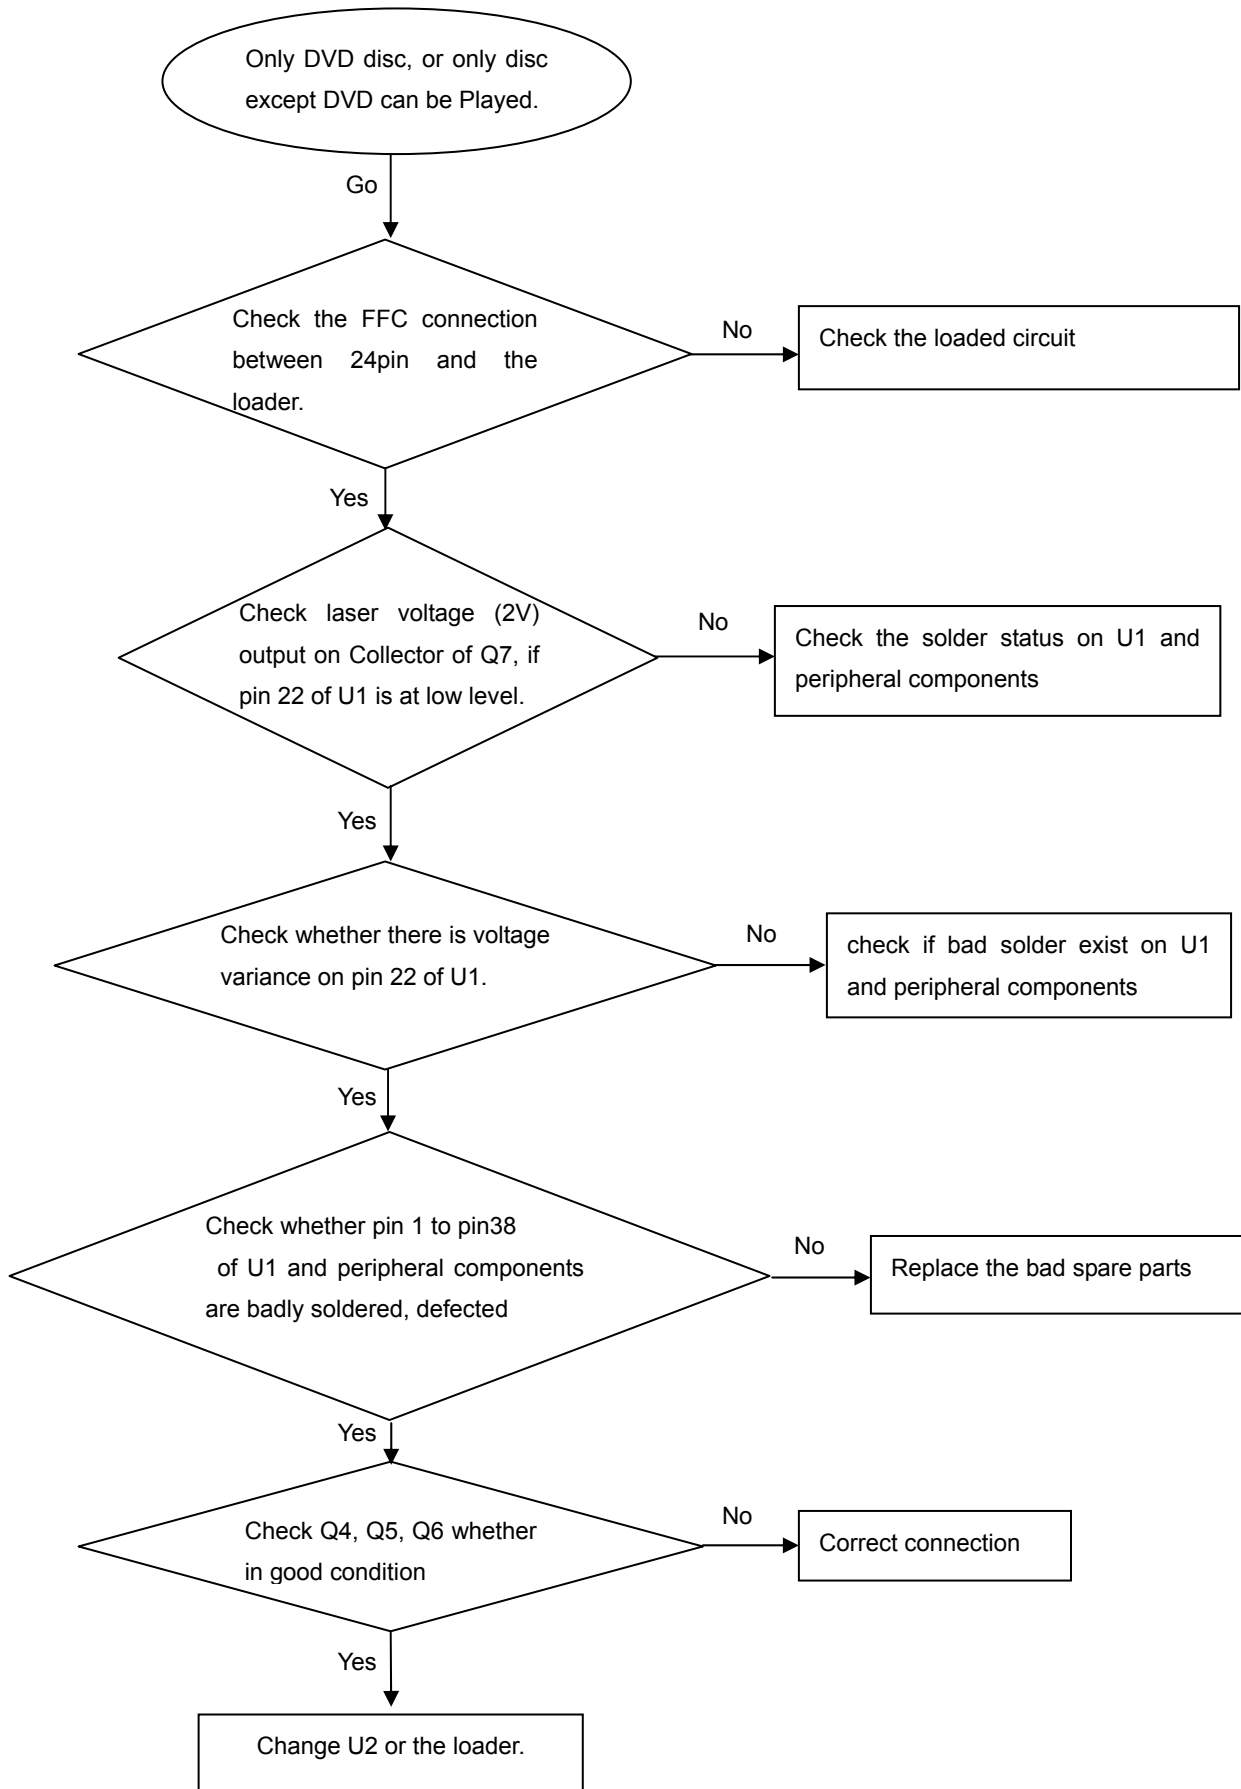 Only DVD disc, or only disc
except DVD can be Played.
Go
Check the FFC connection
between 24pin and the
loader.
No
Check the loaded circuit
Yes
Check laser voltage (2V)
output on Collector of Q7, if
pin 22 of U1 is at low level.
No
Check the solder status on U1 and
peripheral components
Yes
Check whether there is voltage
variance on pin 22 of U1.
No
check if bad solder exist on U1
and peripheral components
Yes
Check whether pin 1 to pin38
of U1 and peripheral components
are badly soldered, defected
No
Replace the bad spare parts
Yes
Check Q4, Q5, Q6 whether
in good condition
No
Correct connection
Yes
Change U2 or the loader.